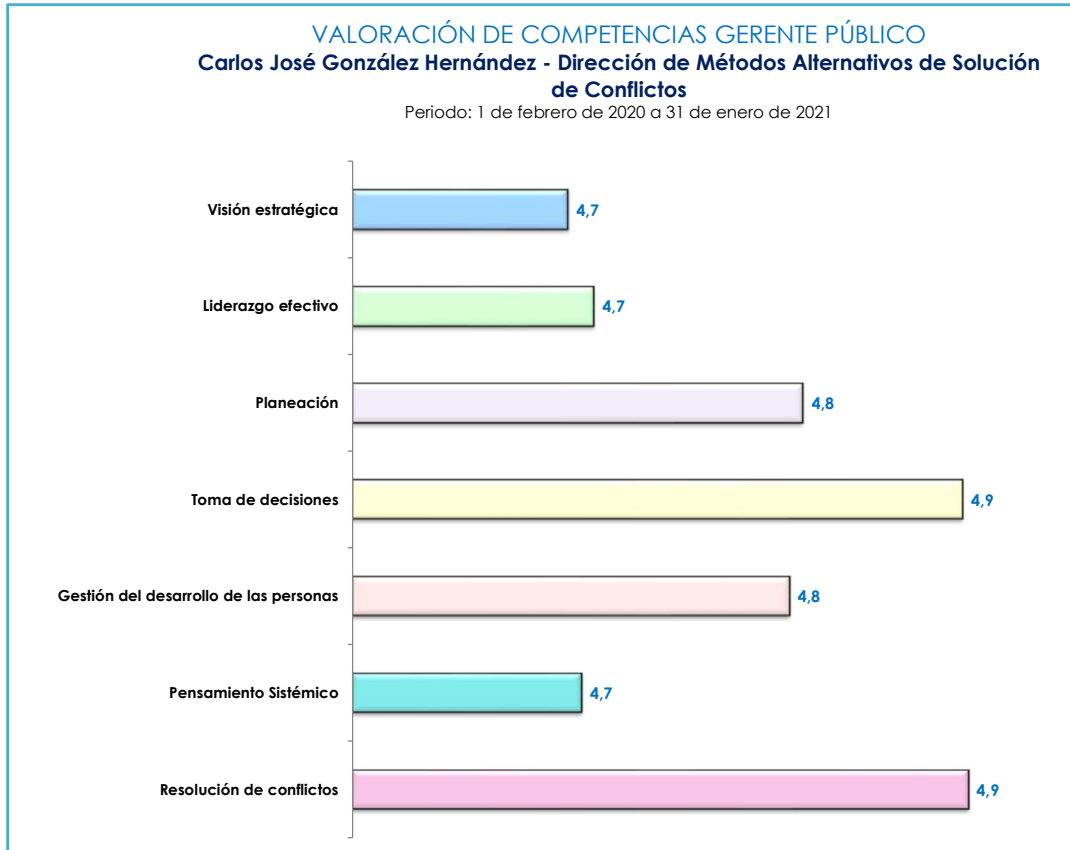 VALORACIÓN DE COMPETENCIAS GERENTE PÚBLICO
Carlos José González Hernández - Dirección de Métodos Alternativos de Solución
de Conflictos
Periodo: 1 de febrero de 2020 a 31 de enero de 2021
Visión estratégica 4,7
Liderazgo efectivo 4,7
Planeación 4,8
Toma de decisiones 4,9
Gestión del desarrollo de las personas 4,8
Pensamiento Sistémico 4,7
Resolución de conflictos 4,9